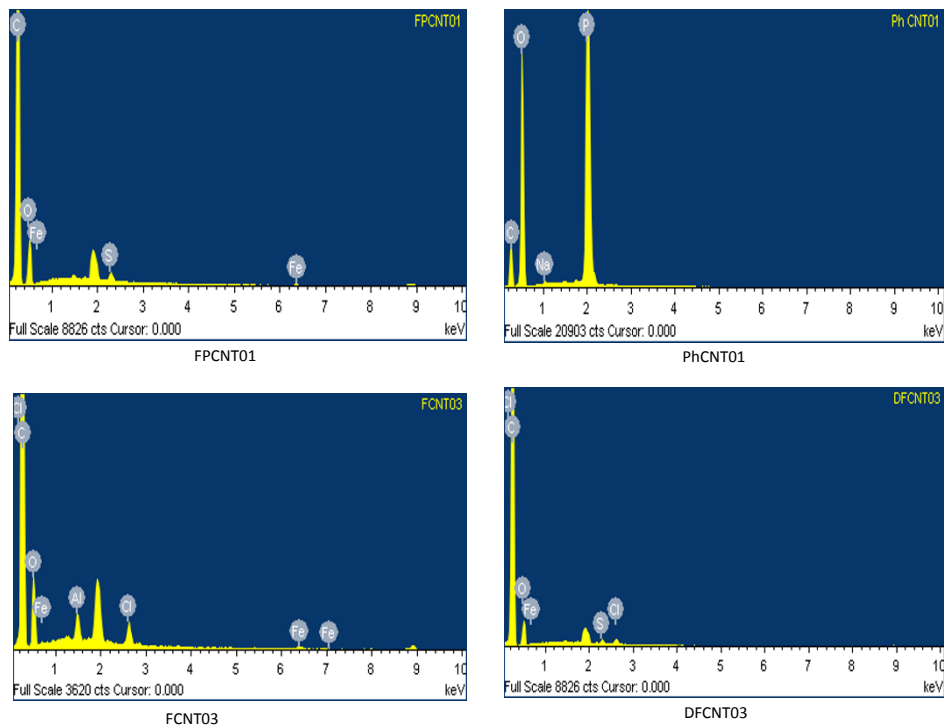 FPCNT01
C
O
Fe
S
Fe
1 2 3 4 5 6 7 8 9 10
Full Scale 8826 cts Cursor: 0.000 keV
FPCNT01
Ph CNT01
O
P
C
Na
1 2 3 4 5 6 7 8 9 10
Full Scale 20903 cts Cursor: 0.000 keV
PhCNT01
FCNT03
Cl
C
O
Fe
Al
Cl
Fe
Fe
1 2 3 4 5 6 7 8 9 10
Full Scale 3620 cts Cursor: 0.000 keV
FCNT03
DFCNT03
Cl
C
O
Fe
S
Cl
1 2 3 4 5 6 7 8 9 10
Full Scale 8826 cts Cursor: 0.000 keV
DFCNT03